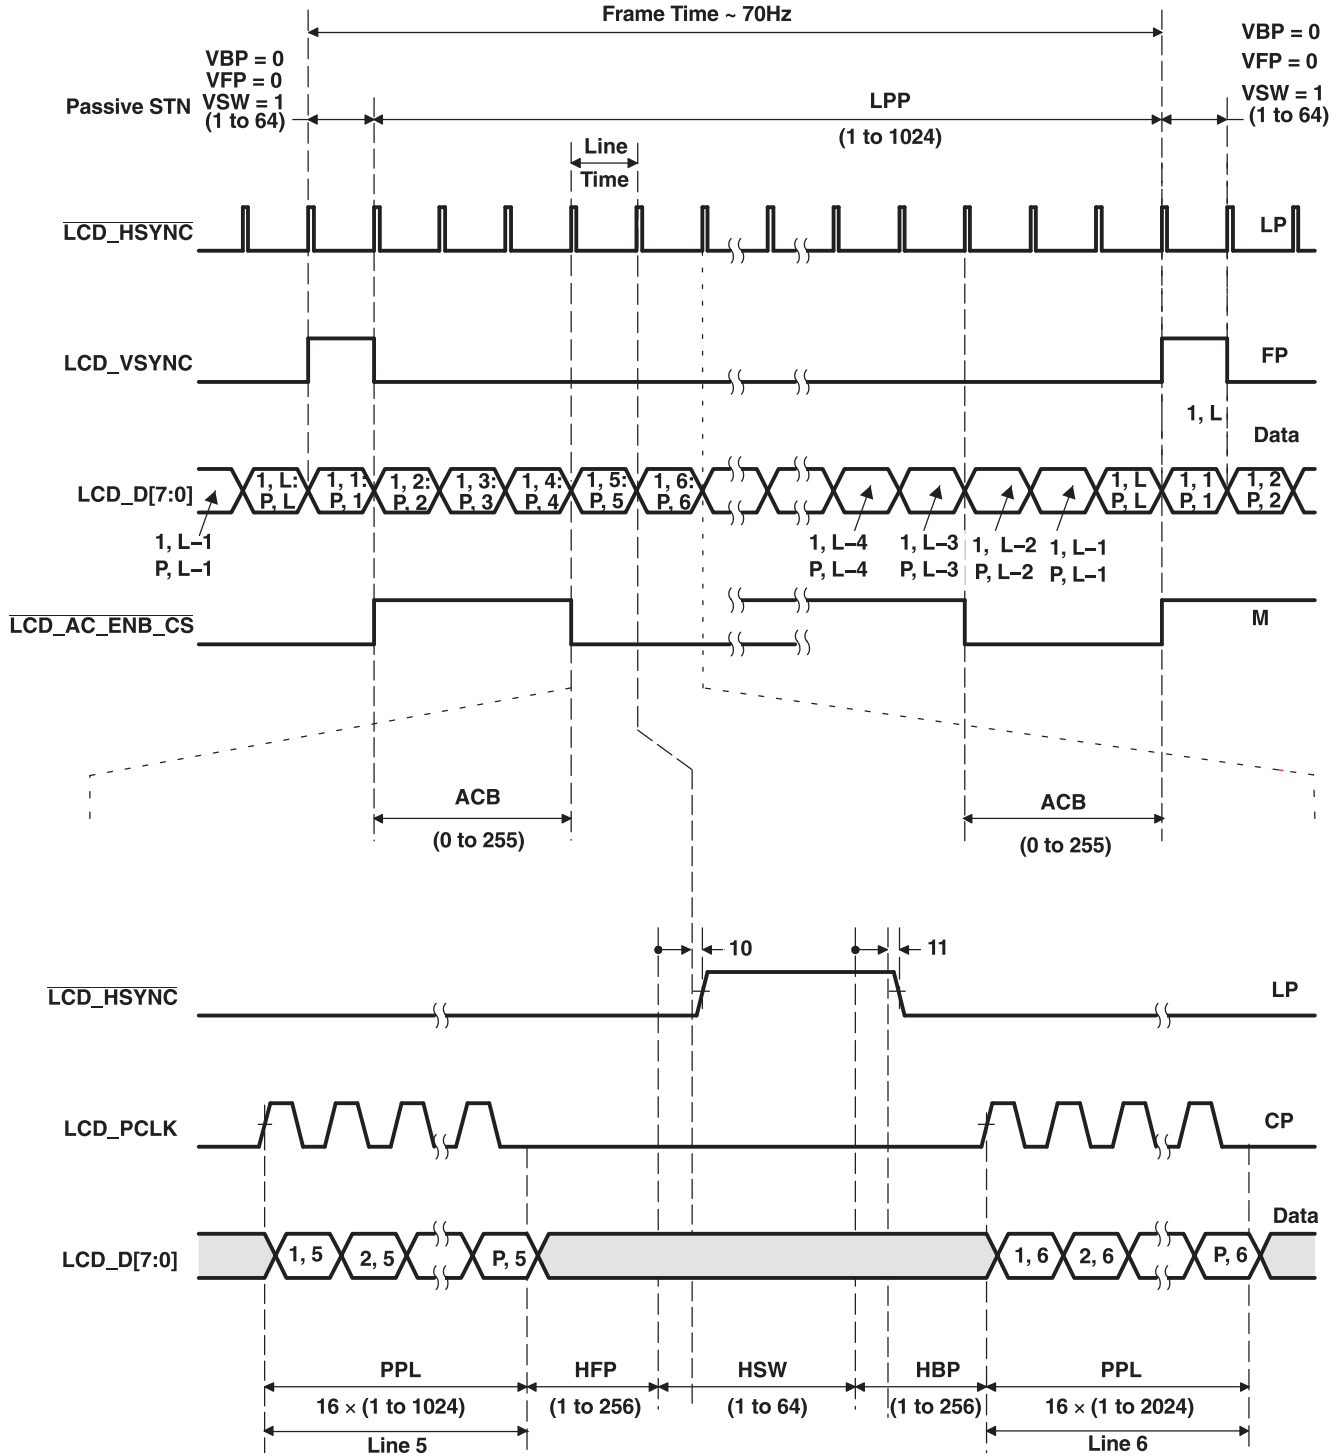 Frame Time ~ 70Hz
VBP = 0
VFP = 0
VSW = 1
(1 to 64)
Passive STN
LPP
(1 to 1024)
VBP = 0
VFP = 0
VSW = 1
(1 to 64)
Line
Time
LCD_HSYNC
LP
LCD_VSYNC
FP
1, L
Data
LCD_D[7:0]
1, L:
P, L
1, 1:
P, 1
1, 2:
P, 2
1, 3:
P, 3
1, 4:
P, 4
1, 5:
P, 5
1, 6:
P, 6
1, L
P, L
1, 1
P, 1
1, 2
P, 2
1, L–1
P, L–1
1, L–4
P, L–4
1, L–3
P, L–3
1, L–2
P, L–2
1, L–1
P, L–1
LCD_AC_ENB_CS
M
ACB
(0 to 255)
ACB
(0 to 255)
10
11
LCD_HSYNC
LP
LCD_PCLK
CP
Data
LCD_D[7:0]
1, 5
2, 5
P, 5
1, 6
2, 6
P, 6
PPL
HFP
HSW
HBP
PPL
16 × (1 to 1024)
(1 to 256)
(1 to 64)
(1 to 256)
16 × (1 to 2024)
Line 5
Line 6